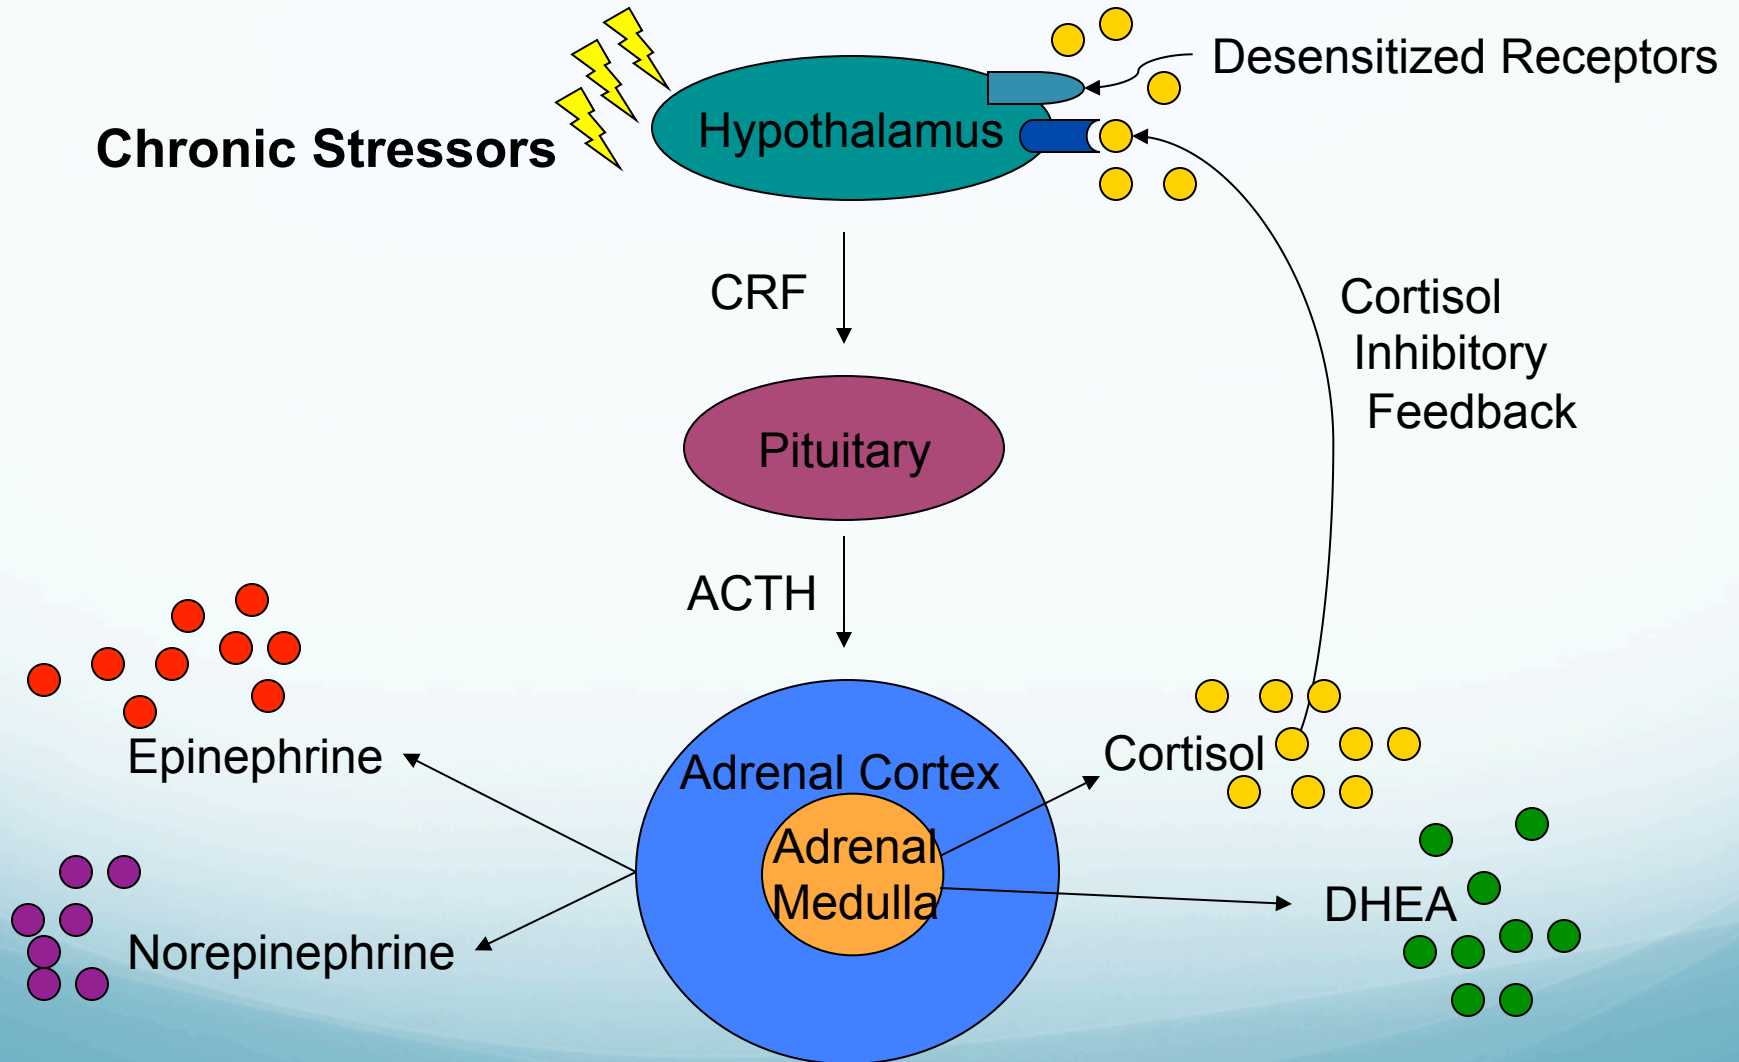 Desensitized Receptors
Chronic Stressors
Hypothalamus
CRF
Cortisol
Inhibitory
Feedback
Pituitary
ACTH
Epinephrine
Adrenal Cortex
Cortisol
Adrenal
Medulla
DHEA
Norepinephrine